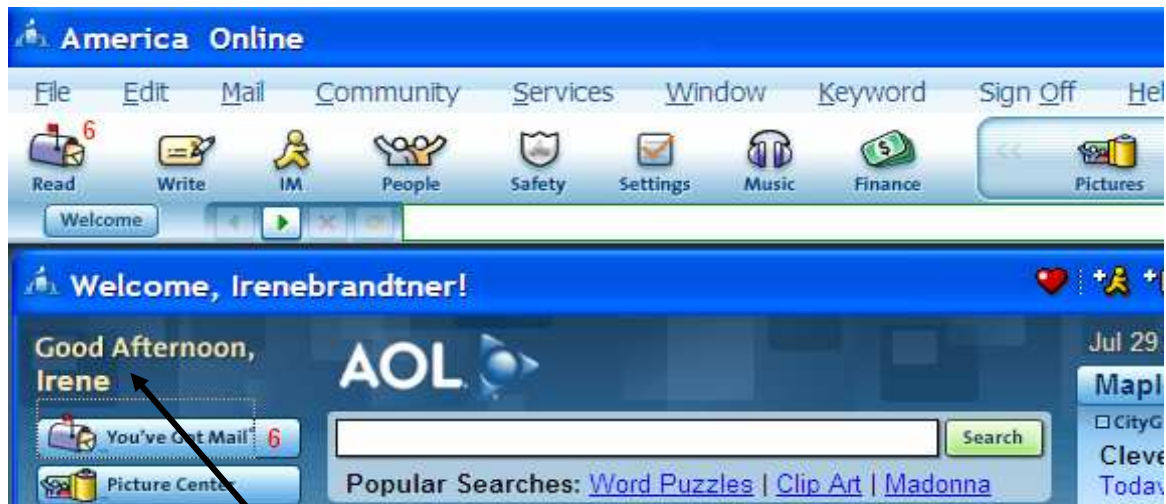 America Online
File Edit Mail Community Services Window Keyword Sign Off
6
Read Write IM People Safety Settings Music Finance Pictures
Welcome
Welcome, Irenebrandtner!
Good Afternoon,
Irene
AOL
Jul 29
You've Got Mail 6
Search
Picture Center
Popular Searches: Word Puzzles | Clip Art | Madonna